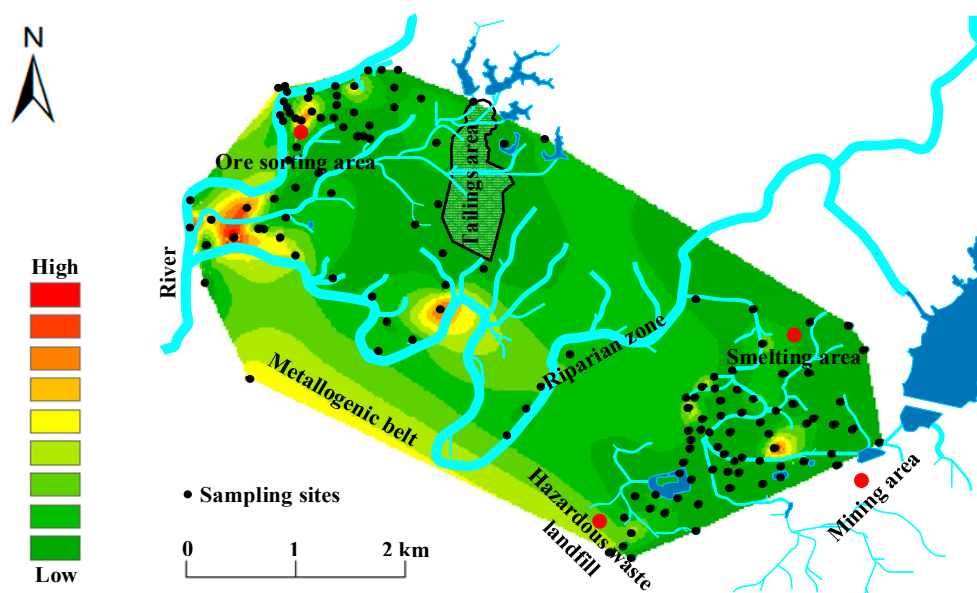 N
Ore sorting area
Tailings area
River
High
Low
Riparian zone
Smelting area
Metallogenic belt
Sampling sites
Hazardous waste
landfill
Mining area
0 1 2 km